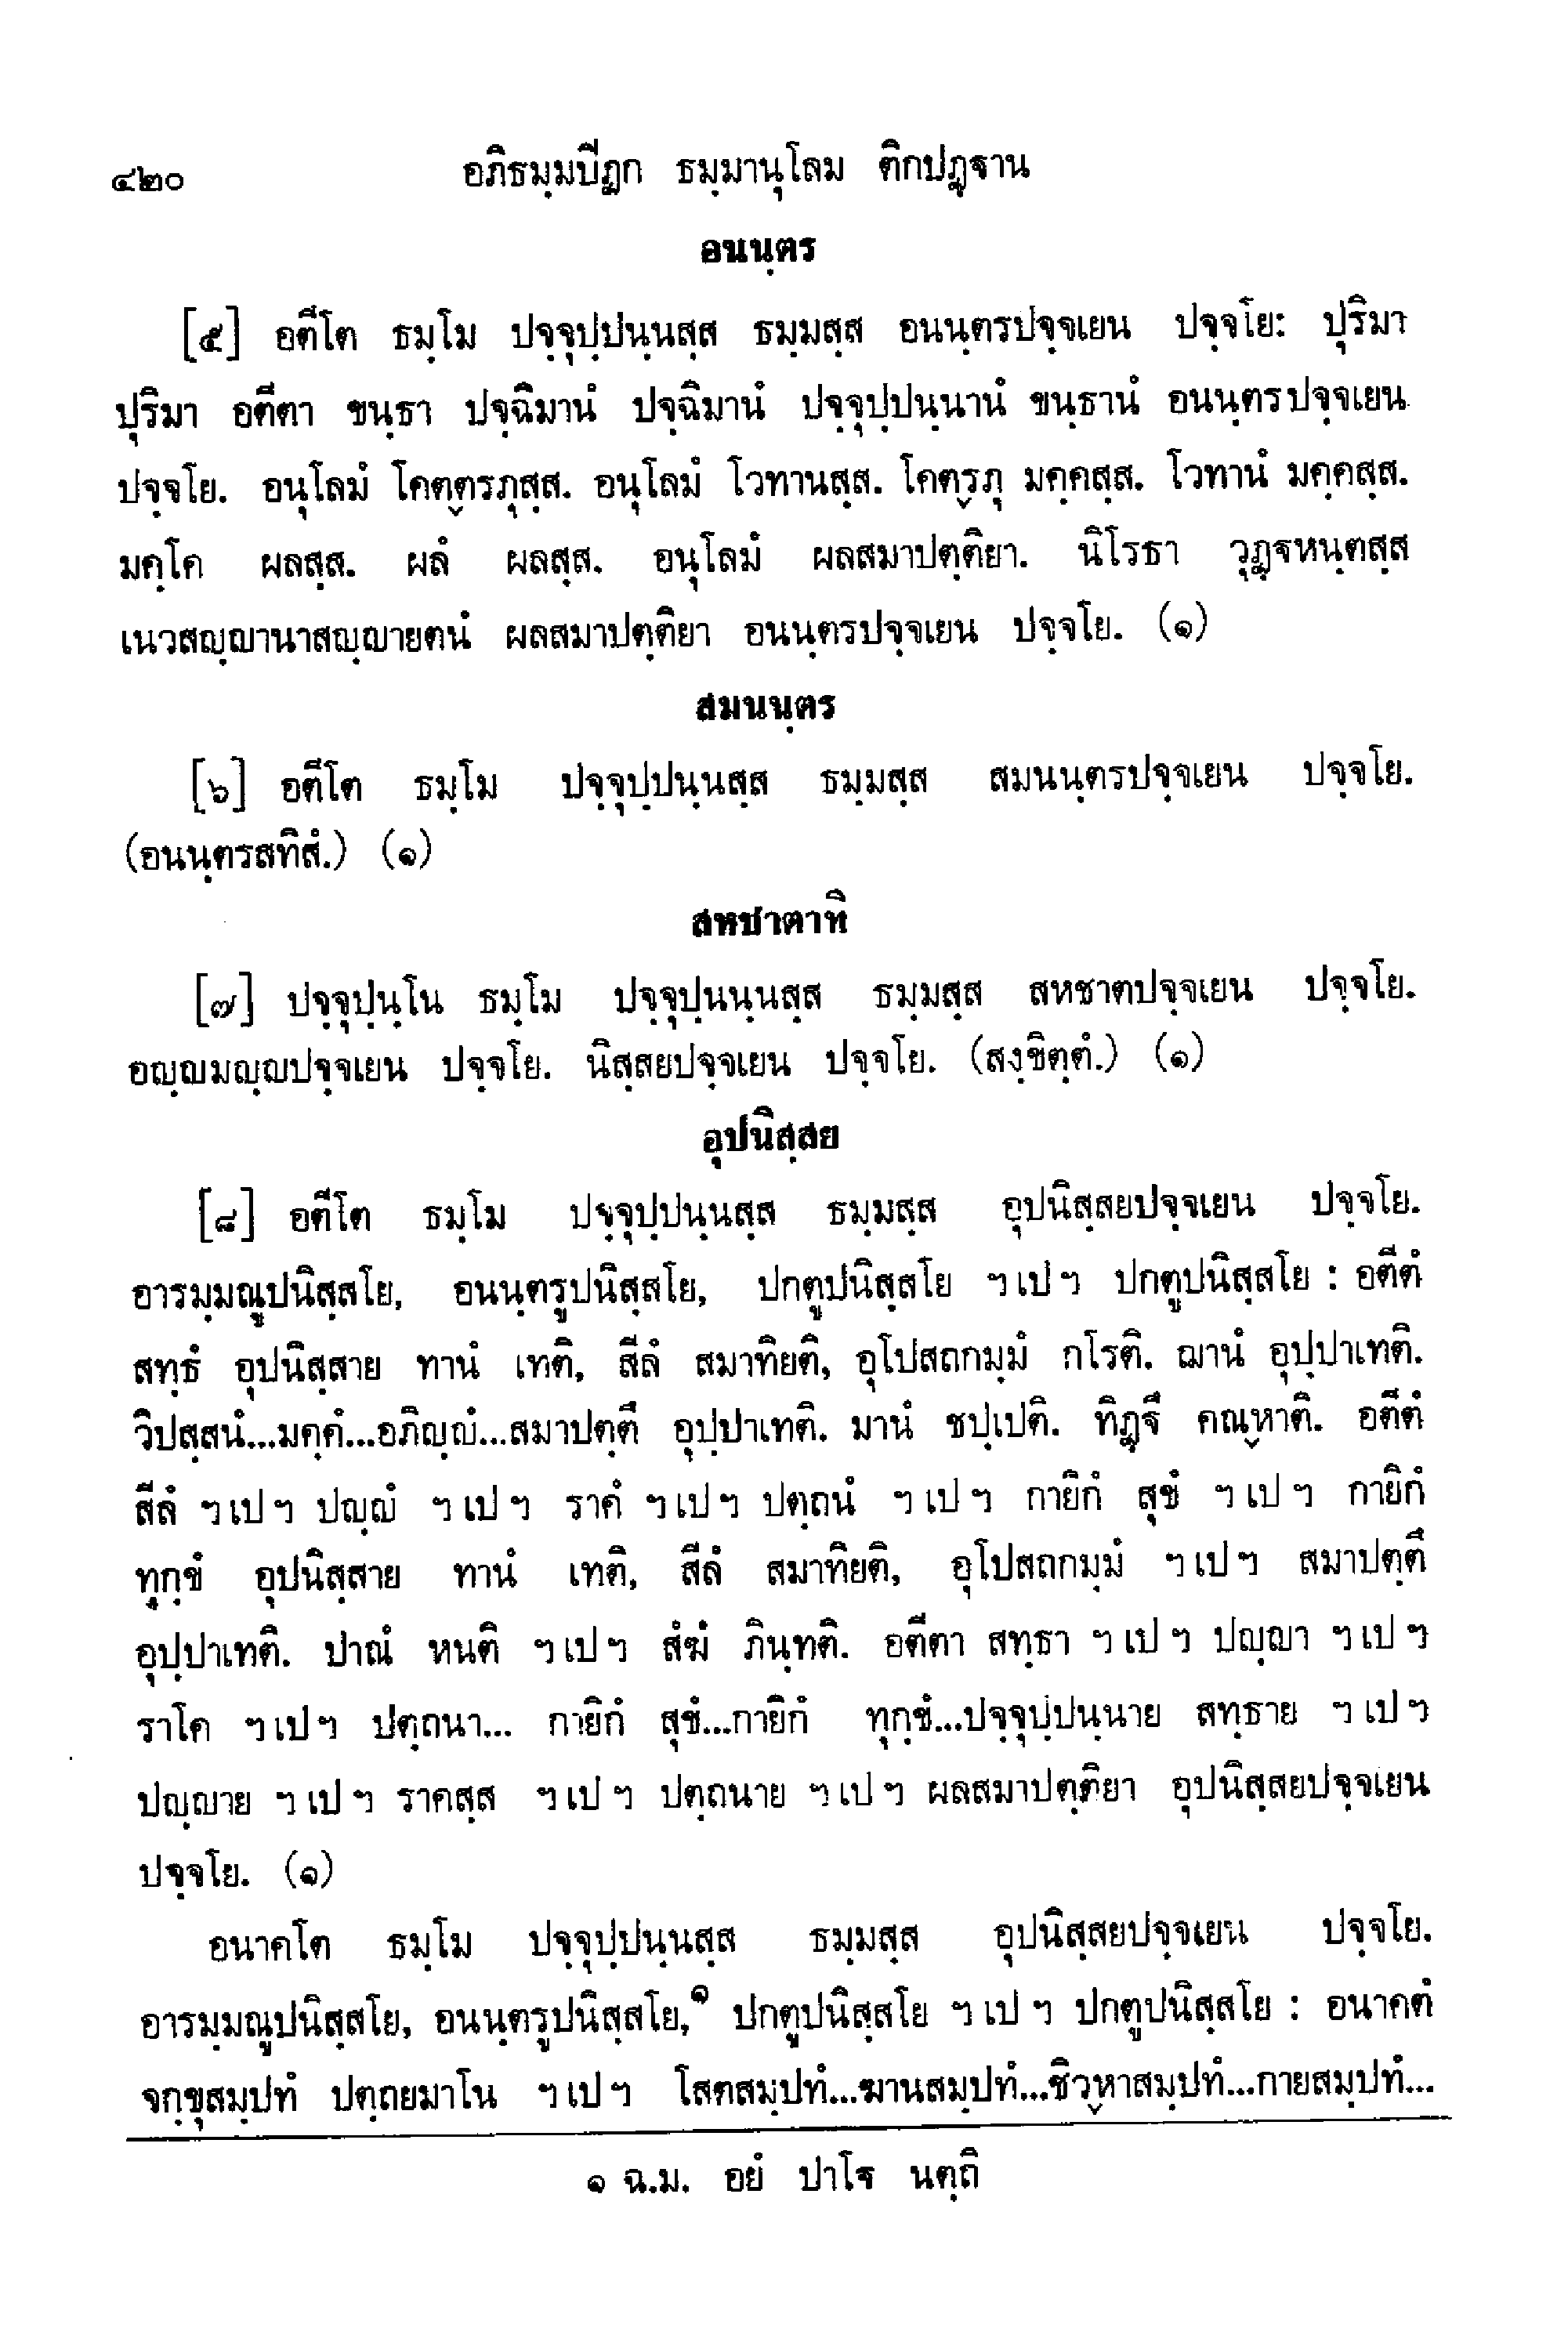 ๔๒๐ อภิธมฺมปิฏก ธมฺมานุโลม ติกปฏฺฐาน
อนนฺตร
[๕] อตีโต ธมฺโม ปจฺจุปฺปนฺนสฺส ธมฺมสฺส อนนฺตรปจฺจเยน ปจฺจโย: ปุริมา
ปุริมา อตีตา ขนฺธา ปจฺฉิมานํ ปจฺฉิมานํ ปจฺจุปฺปนฺนานํ ขนฺธานํ อนนฺตรปจฺจเยน
ปจฺจโย. อนุโลมํ โคตฺตฺรภุสฺส. อนุโลมํ โวทานสฺส. โคตฺรภุ มคฺคสฺส. โวทานํ มคฺคสฺส.
มคฺโค ผลสฺส. ผลํ ผลสฺส. อนุโลมํ ผลสมาปตฺติยา. นิโรธา วุฏฺฐหนฺตสฺส
เนวสญฺญานาสญฺญายตนํ ผลสมาปตฺติยา อนนฺตรปจฺจเยน ปจฺจโย. (๑)
สมนนฺตร
[๖] อตีโต ธมฺโม ปจฺจุปฺปนฺนสฺส ธมฺมสฺส สมนนฺตรปจฺจเยน ปจฺจโย.
(อนนฺตรสทิสํ.) (๑)
สหชาตาทิ
[๗] ปจฺจุปฺนฺโน ธมฺโม ปจฺจุปฺนนฺนสฺส ธมฺมสฺส สหชาตปจฺจเยน ปจฺจโย.
อญฺญมญฺญปจฺจเยน ปจฺจโย. นิสฺสยปจฺจเยน ปจฺจโย. (สงฺขิตฺตํ.) (๑)
อุปนิสฺสย
[๘] อตีโต ธมฺโม ปจฺจุปฺปนฺนสฺส ธมฺมสฺส อุปนิสฺสยปจฺจเยน ปจฺจโย.
อารมฺมณูปนิสฺสโย, อนนฺตรูปนิสฺสโย, ปกตูปนิสฺสโย ฯ เป ฯ ปกตูปนิสฺสโย : อตีตํ
สทฺธํ อุปนิสฺสาย ทานํ เทติ, สีลํ สมาทิยติ, อุโปสถกมฺมํ กโรติ. ฌานํ อุปฺปาเทติ.
วิปสฺสนํ...มคฺคํ...อภิญฺญํ...สมาปตฺตึ อุปฺปาเทติ. มานํ ชปฺเปติ. ทิฏฺฐึ คณฺหาติ. อตีตํ
สีลํ ฯ เป ฯ ปญฺญํ ฯ เป ฯ ราคํ ฯ เป ฯ ปตฺถนํ ฯ เป ฯ กายิกํ สุขํ ฯ เป ฯ กายิกํ
ทุกฺขํ อุปนิสฺสาย ทานํ เทติ, สีลํ สมาทิยติ, อุโปสถกมฺมํ ฯ เป ฯ สมาปตฺตึ
อุปฺปาเทติ. ปาณํ หนติ ฯ เป ฯ สํฆํ ภินฺทติ. อตีตา สทฺธา ฯ เป ฯ ปญฺญา ฯ เป ฯ
ราโค ฯ เป ฯ ปตฺถนา... กายิกํ สุขํ...กายิกํ ทุกฺขํ...ปจฺจุปฺปนฺนาย สทฺธาย ฯ เป ฯ
ปญฺญาย ฯ เป ฯ ราคสฺส ฯ เป ฯ ปตฺถนาย ฯ เป ฯ ผลสมาปตฺติยา อุปนิสฺสยปจฺจเยน
ปจฺจโย. (๑)
อนาคโต ธมฺโม ปจฺจุปฺปนฺนสฺส ธมฺมสฺส อุปนิสฺสยปจฺจเยน ปจฺจโย.
อารมฺมณูปนิสฺสโย, อนนฺตรูปนิสฺสโย,๑ ปกตูปนิสฺสโย ฯ เป ฯ ปกตูปนิสฺสโย : อนาคตํ
จกฺขุสมฺปทํ ปตฺถยมาโน ฯ เป ฯ โสตสมฺปทํ...ฆานสมฺปทํ...ชิวฺหาสมฺปทํ...กายสมฺปทํ...
๑ ฉ.ม. อยํ ปาโฐ นตฺถิ